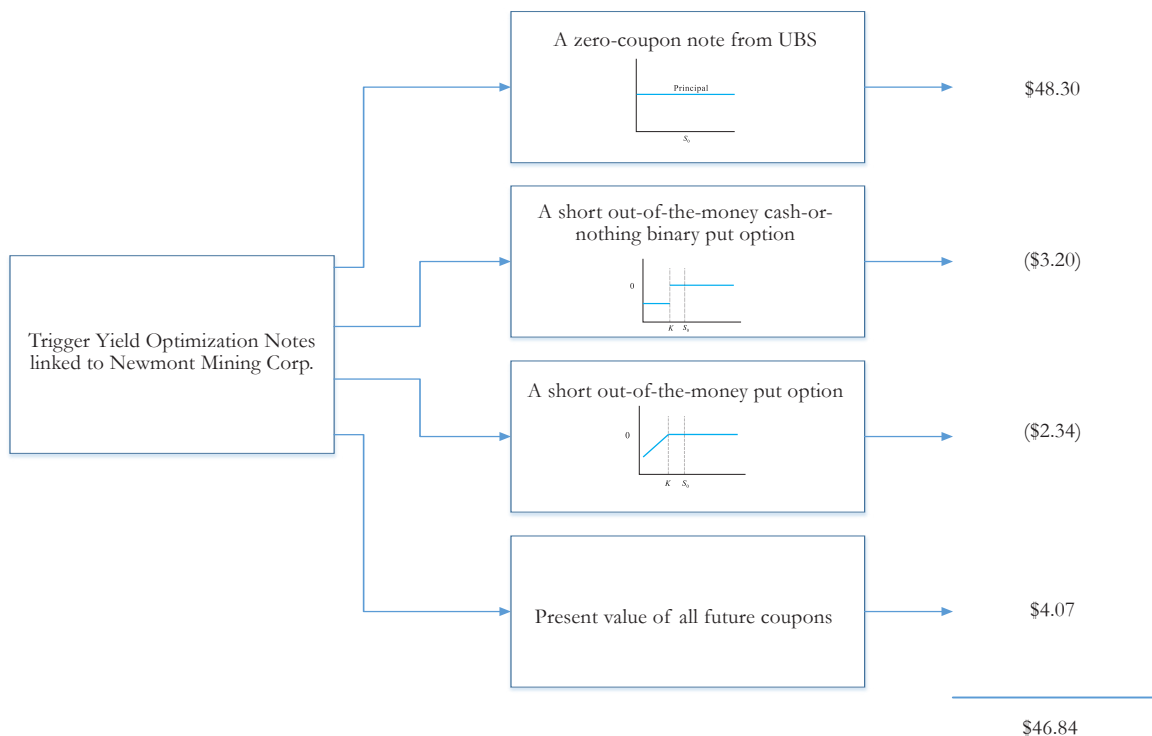 A zero-coupon note from UBS
Principal
S₀
$48.30
A short out-of-the-money cash-or-
nothing binary put option
0
K S₀
($3.20)
Trigger Yield Optimization Notes
linked to Newmont Mining Corp.
A short out-of-the-money put option
0
K S₀
($2.34)
Present value of all future coupons
$4.07
$46.84